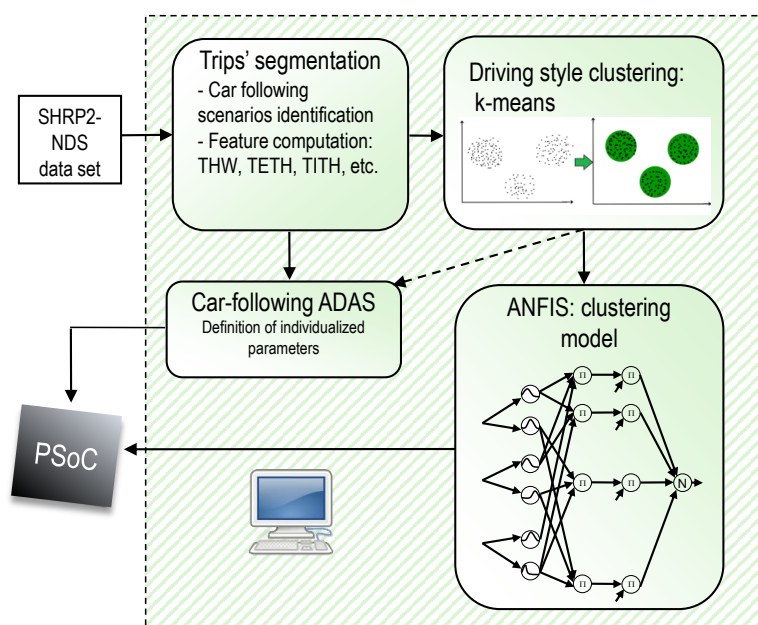 Trips' segmentation
- Car following
scenarios identification
- Feature computation:
THW, TETH, TITH, etc.
Driving style clustering:
k-means
SHRP2-
NDS
data set
Car-following ADAS
Definition of individualized
parameters
ANFIS: clustering
model
Π Π
Π Π
Π Π
N
Π Π
PSoC